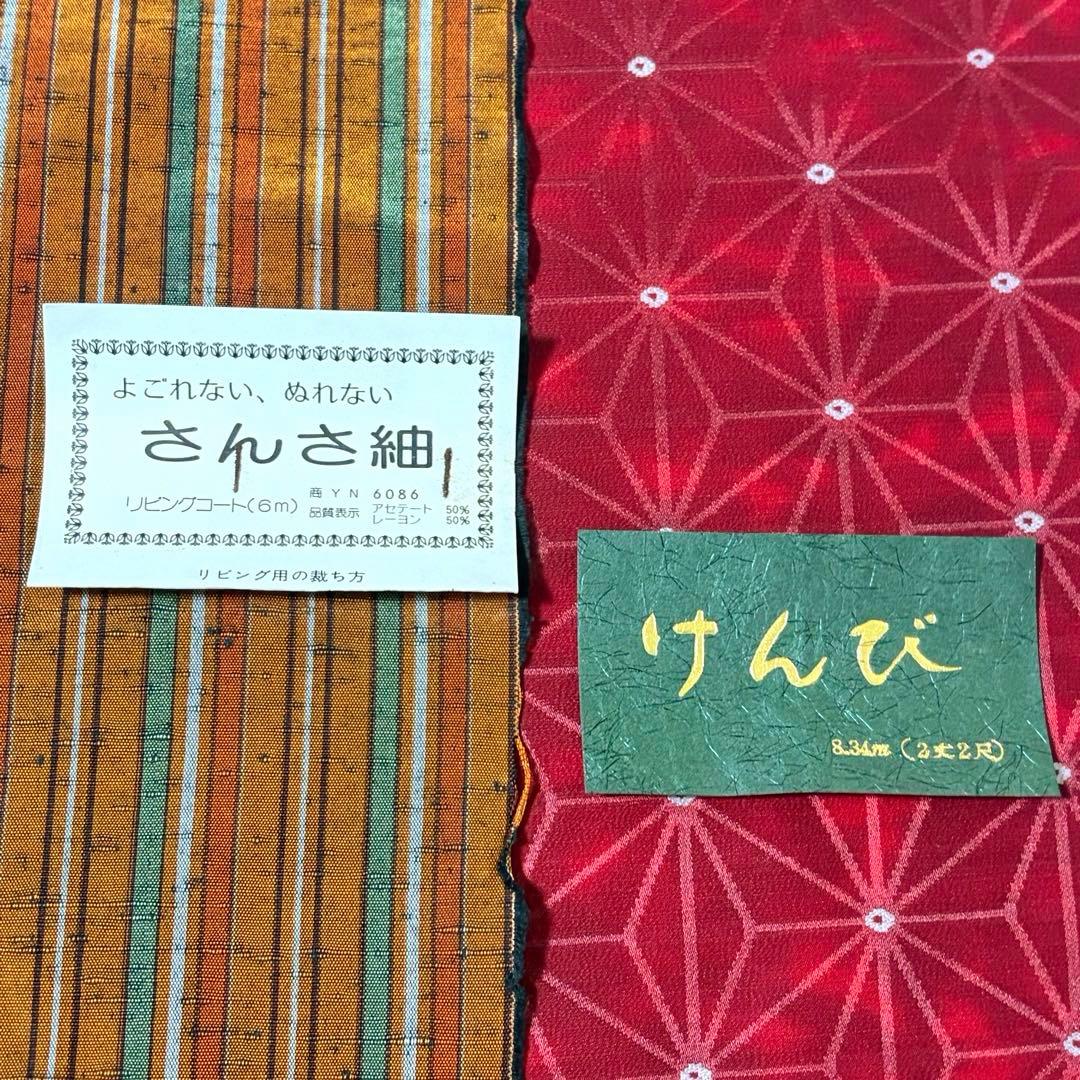 よごれない、ぬれない
さんさ紬
リビングコート(6m)
商 YN 6086
品質表示 アセテート 50%
レーヨン 50%
リビング用の裁ち方
けんび
8.34m (2丈2尺)